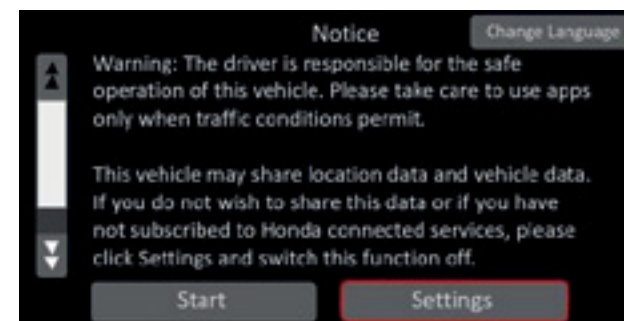 Notice
Change Language
Warning: The driver is responsible for the safe
operation of this vehicle. Please take care to use apps
only when traffic conditions permit.
This vehicle may share location data and vehicle data.
If you do not wish to share this data or if you have
not subscribed to Honda connected services, please
click Settings and switch this function off.
Start
Settings